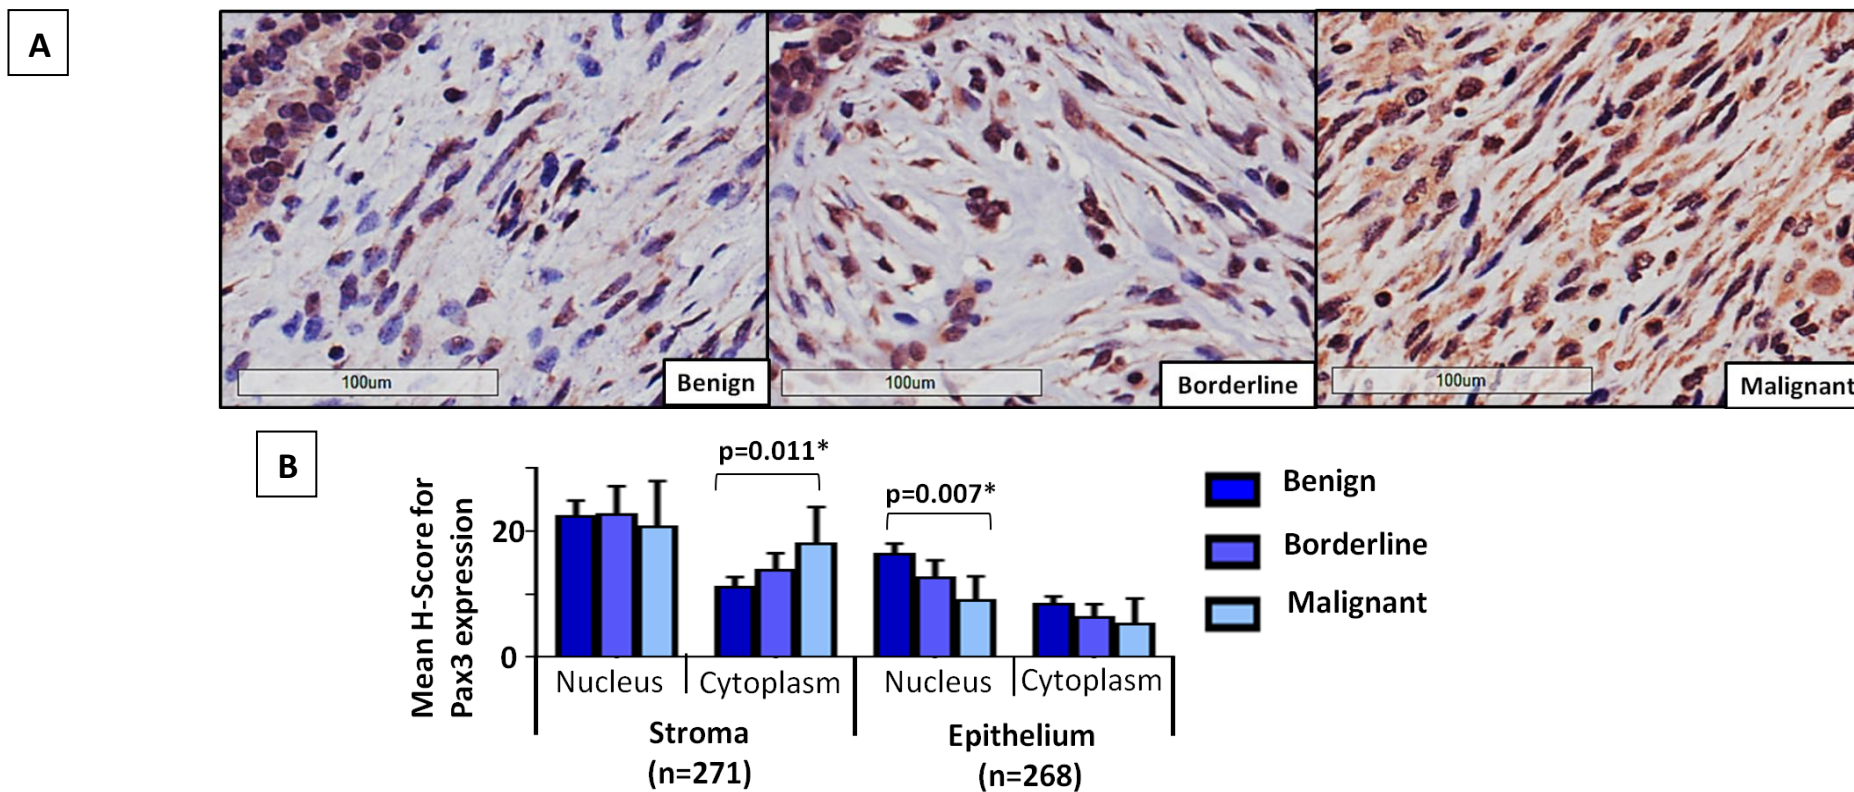 A
100um
Benign
100um
Borderline
100um
Malignant
B
Mean H-Score for
Pax3 expression
20
0
p=0.011*
p=0.007*
Nucleus
Cytoplasm
Nucleus
Cytoplasm
Stroma
(n=271)
Epithelium
(n=268)
Benign
Borderline
Malignant